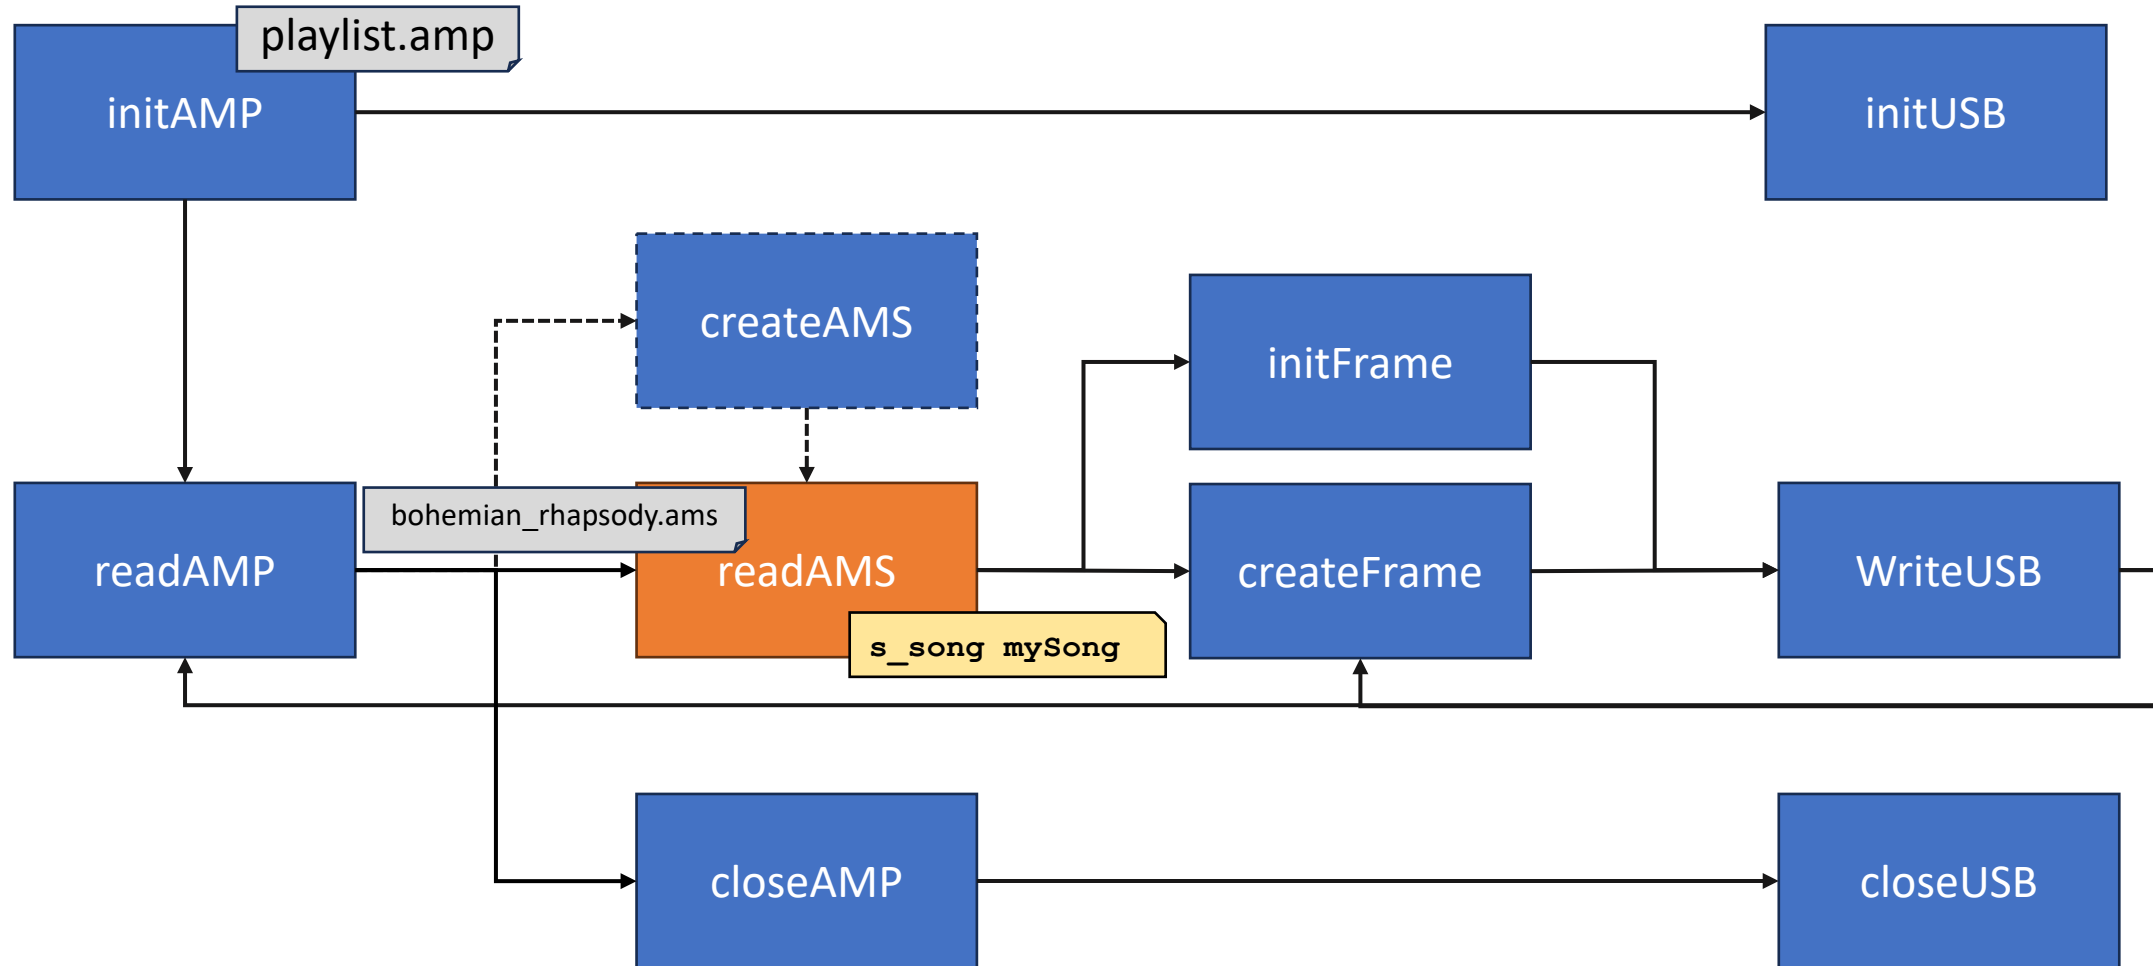 playlist.amp
initAMP
initUSB
createAMS
initFrame
bohemian_rhapsody.ams
readAMP
readAMS
createFrame
WriteUSB
s_song mySong
closeAMP
closeUSB